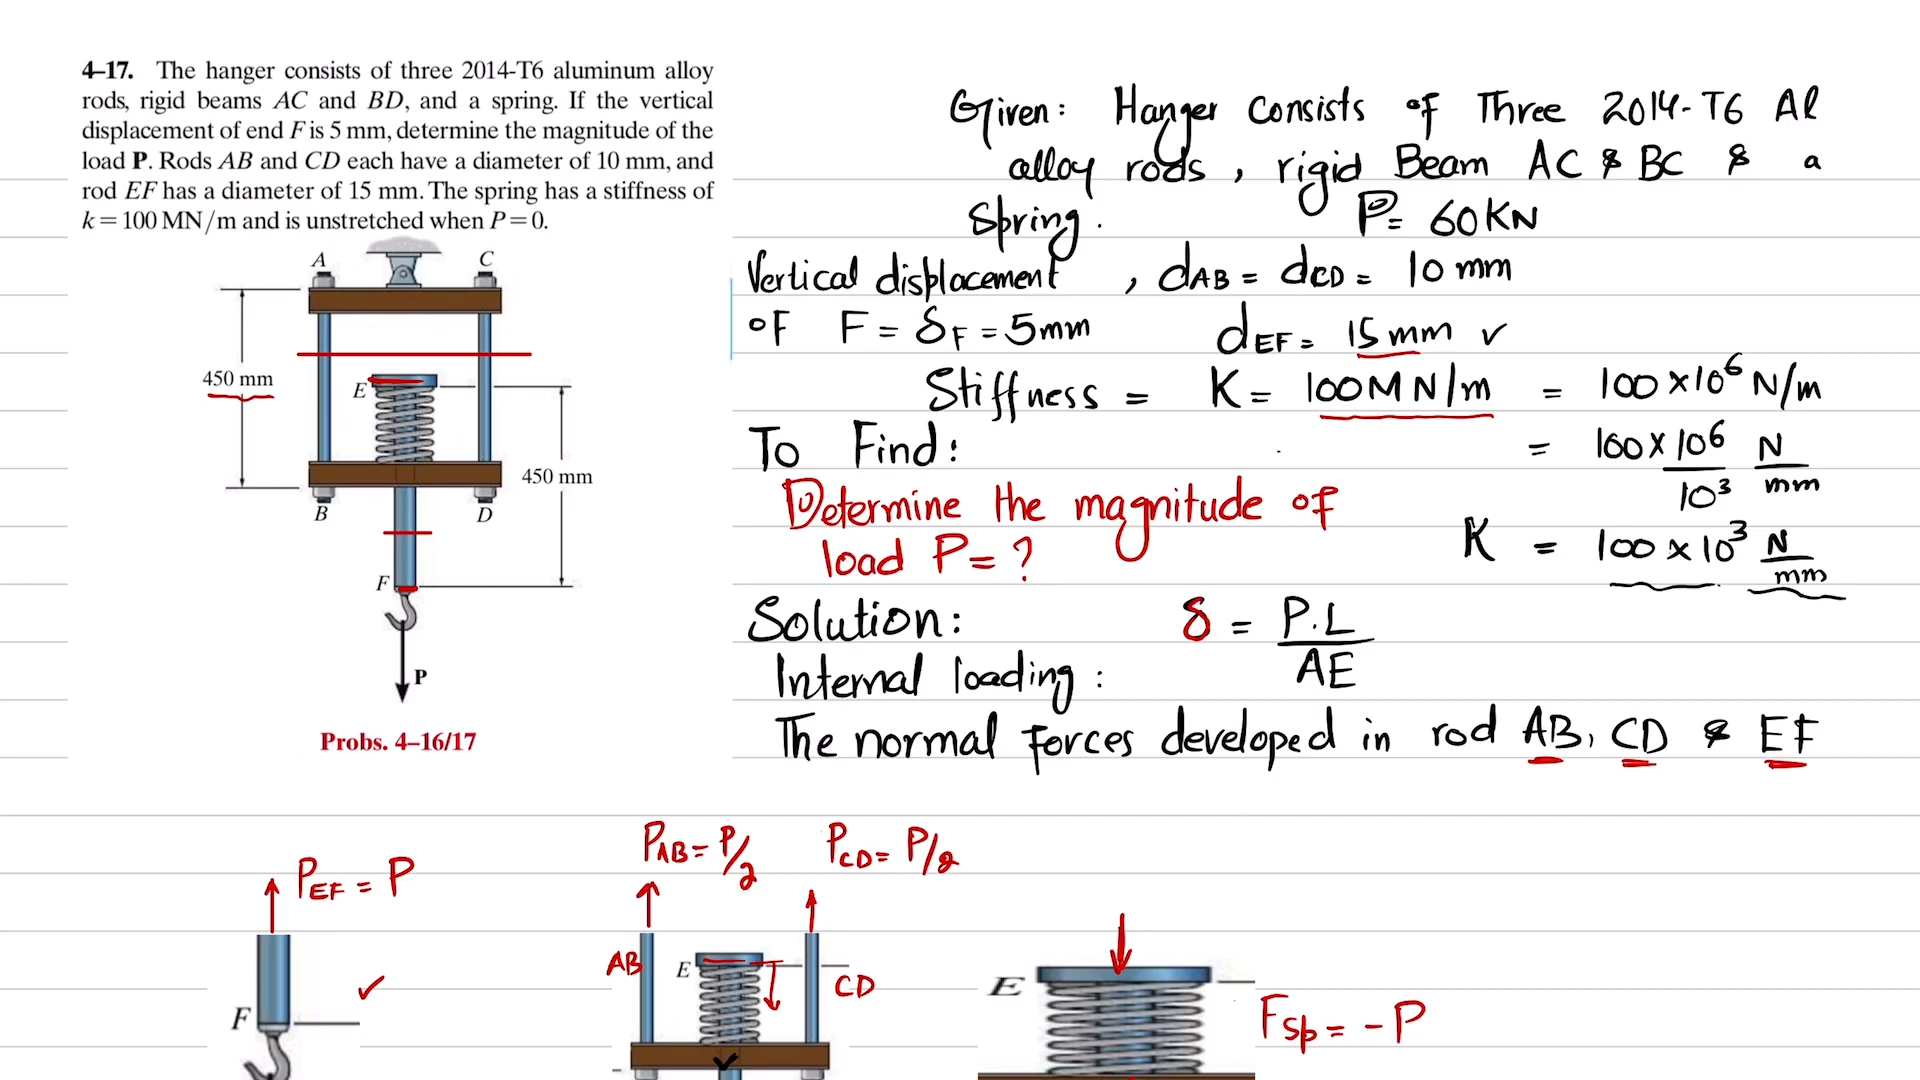 4–17. The hanger consists of three 2014-T6 aluminum alloy
rods, rigid beams AC and BD, and a spring. If the vertical
displacement of end F is 5 mm, determine the magnitude of the
load P. Rods AB and CD each have a diameter of 10 mm, and
rod EF has a diameter of 15 mm. The spring has a stiffness of
k = 100 MN/m and is unstretched when P = 0.
A
C
450 mm
E
450 mm
B
D
F
P
Probs. 4–16/17
Given: Hanger Consists of Three 2014-T6 Al
alloy rods, rigid Beam AC & BC & a
Spring. P = 60KN
Vertical displacement , dAB = dCD = 10 mm
of F = δF = 5mm dEF = 15 mm ✓
Stiffness = K = 100MN/m = 100 x10^6 N/m
To Find: = 100 x 10^6 / 10^3 N/mm
Determine the magnitude of
load P = ? K = 100 x 10^3 N/mm
Solution: δ = P.L / AE
Internal loading:
The normal Forces developed in rod AB, CD & EF
PEF = P
F
PAB = P/2 PCD = P/2
AB
E
CD
E
Fsp = -P